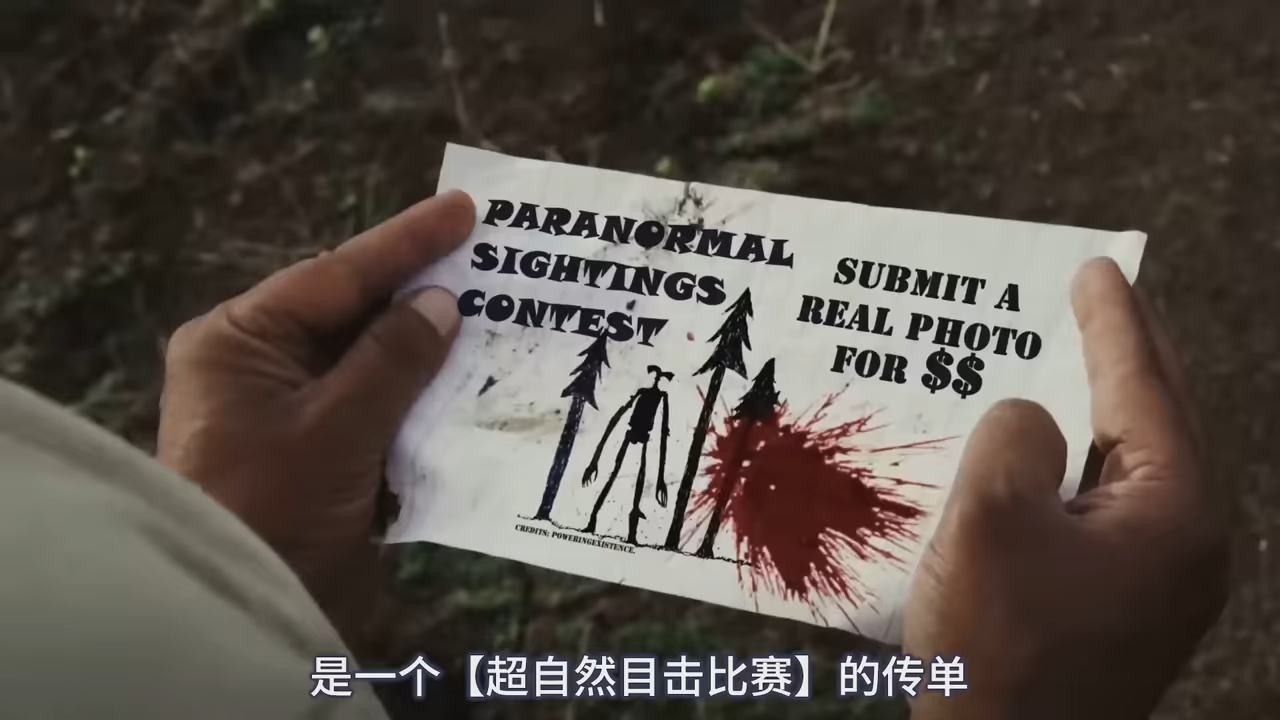 PARANORMAL
SIGHTINGS
CONTEST
SUBMIT A
REAL PHOTO
FOR $$
CREDITS: POWERINGEXISTENCE.
是一个【超自然目击比赛】的传单